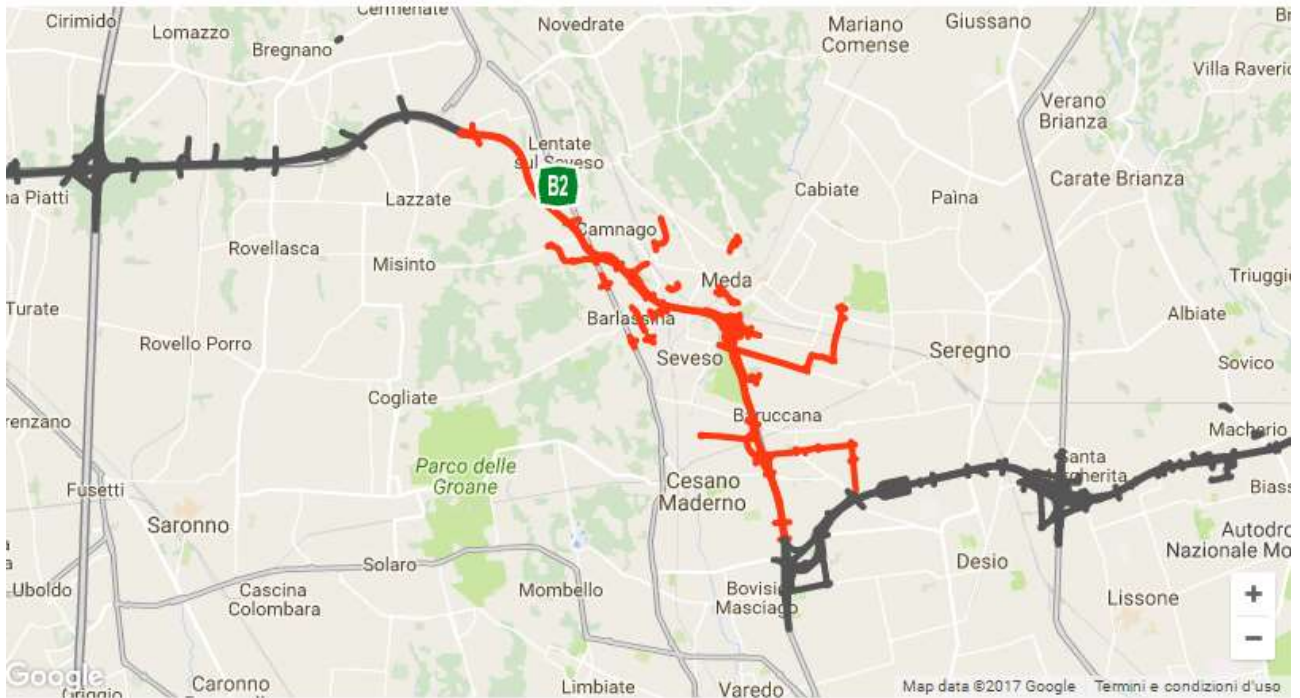 Cirimido
Lomazzo
Bregnano
Cermenate
Novedrate
Mariano
Comense
Giussano
Villa Raverio
Verano
Brianza
Carate Brianza
Lentate
sul Seveso
B2
Piatti
Lazzate
Cabiate
Paina
Camnago
Rovellasca
Misinto
Meda
Triuggio
Turate
Barlassina
Albiate
Rovello Porro
Seveso
Seregno
Sovico
Cogliate
Baruccana
Macherio
Parco delle
Groane
Santa
Cesano
Maderno
Fusetti
Saronno
Desio
Autodro
Nazionale Mo
Uboldo
Cascina
Colombara
Solaro
Mombello
Bovisio
Masciago
Lissone
+
−
Google
Caronno
Limbiate
Varedo
Map data ©2017 Google
Termini e condizioni d'uso